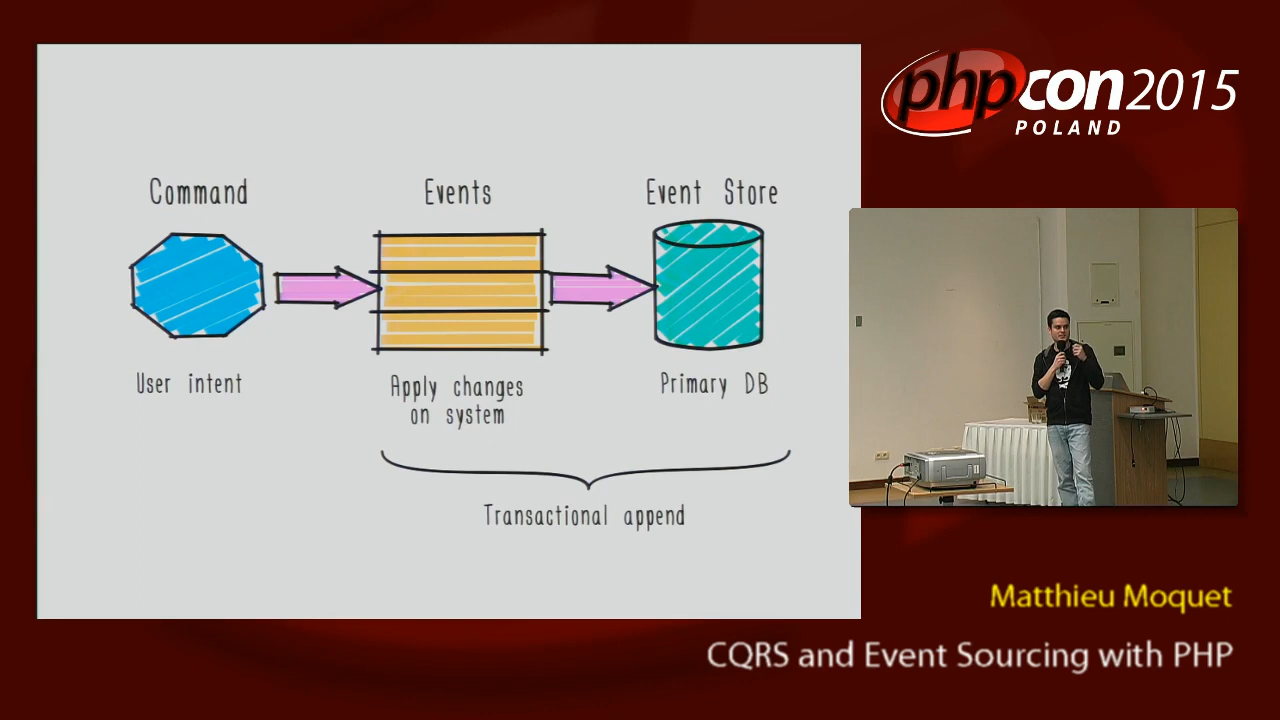 Command
Events
Event Store
User intent
Apply changes
on system
Primary DB
Transactional append
phpcon2015
POLAND
Matthieu Moquet
CQRS and Event Sourcing with PHP